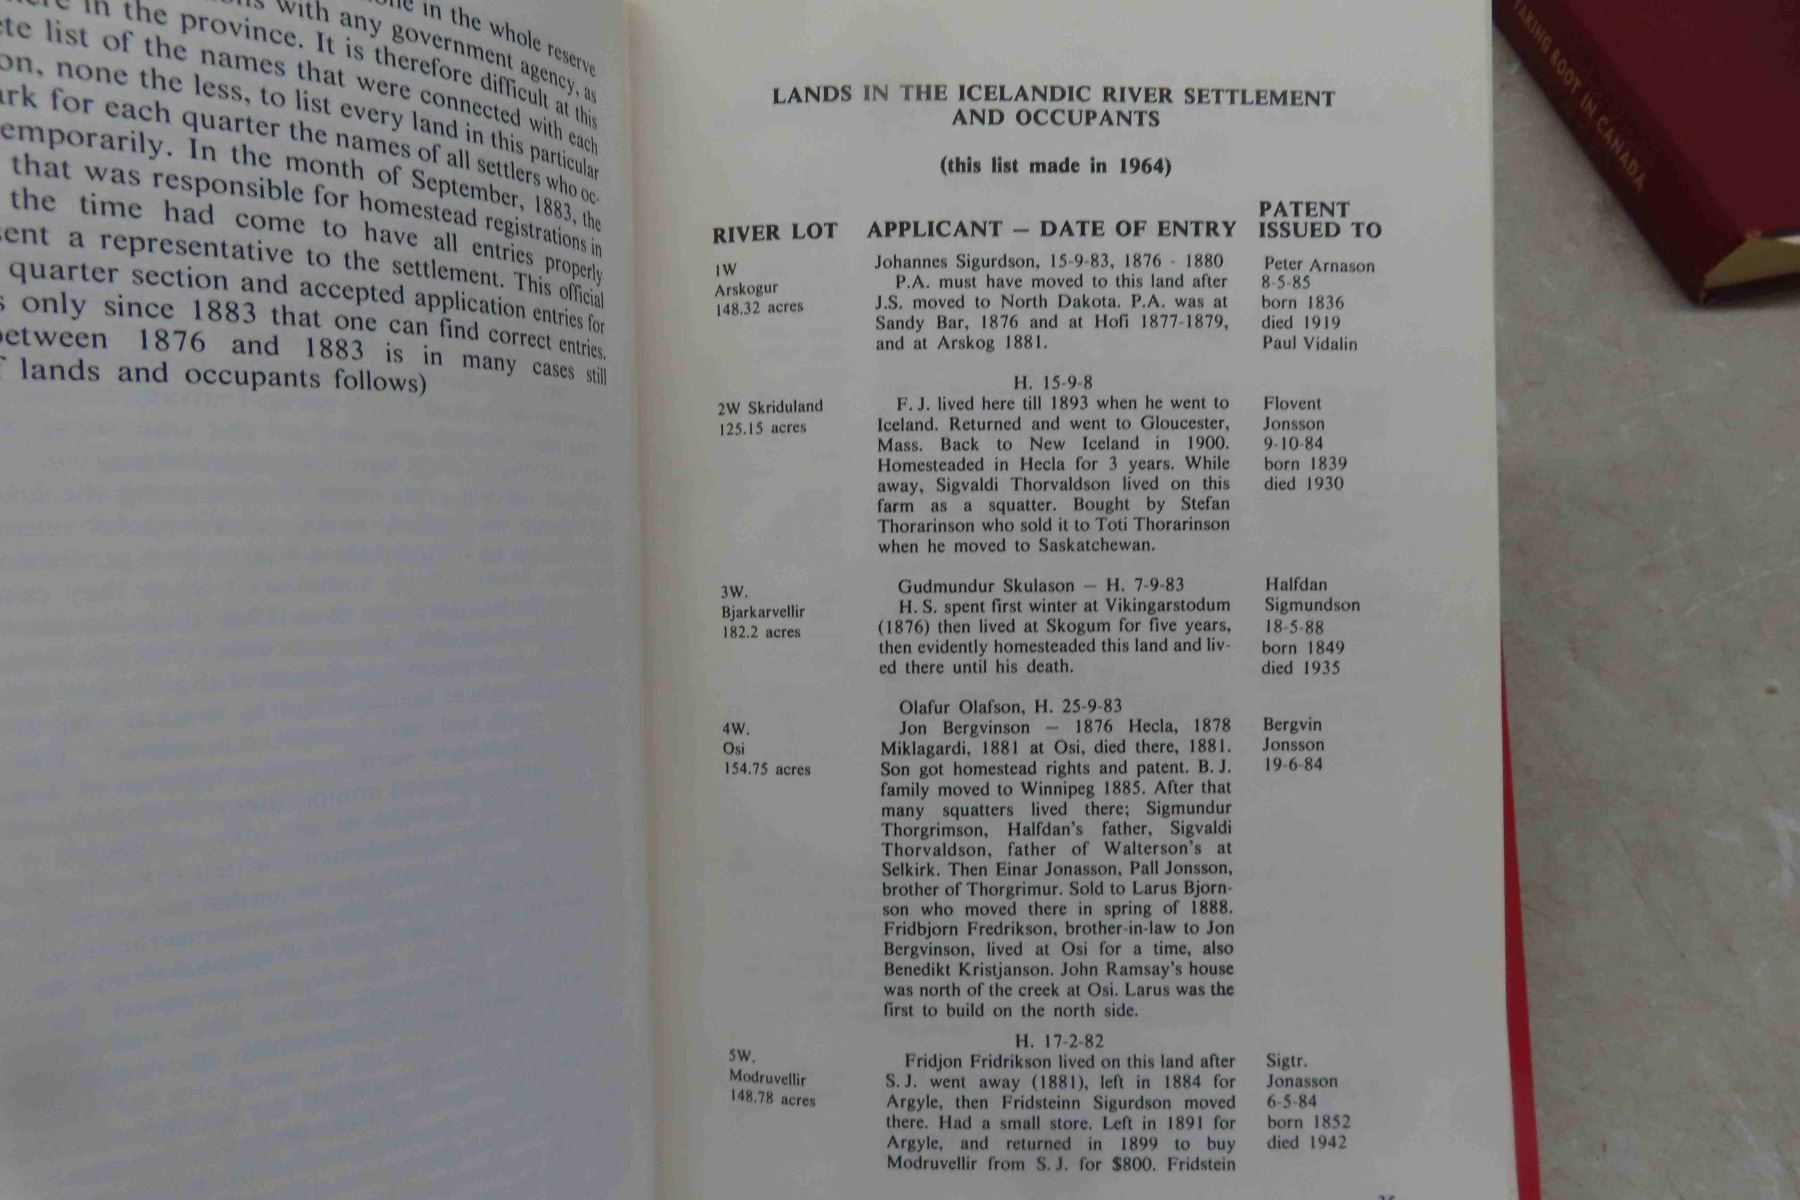 one in the whole reserve
here in the province. It is therefore difficult at this
ns with any government agency, as
te list of the names that were connected with each
on, none the less, to list every land in this particular
ark for each quarter the names of all settlers who oc-
emporarily. In the month of September, 1883, the
that was responsible for homestead registrations in
the time had come to have all entries properly
sent a representative to the settlement. This official
quarter section and accepted application entries for
s only since 1883 that one can find correct entries.
between 1876 and 1883 is in many cases still
f lands and occupants follows)
LANDS IN THE ICELANDIC RIVER SETTLEMENT
AND OCCUPANTS
(this list made in 1964)
RIVER LOT APPLICANT — DATE OF ENTRY PATENT ISSUED TO
1W
Arskogur
148.32 acres
Johannes Sigurdson, 15-9-83, 1876 - 1880
P.A. must have moved to this land after
J.S. moved to North Dakota. P.A. was at
Sandy Bar, 1876 and at Hofi 1877-1879,
and at Arskog 1881.
Peter Arnason
8-5-85
born 1836
died 1919
Paul Vidalin
2W Skriduland
125.15 acres
H. 15-9-8
F. J. lived here till 1893 when he went to
Iceland. Returned and went to Gloucester,
Mass. Back to New Iceland in 1900.
Homesteaded in Hecla for 3 years. While
away, Sigvaldi Thorvaldson lived on this
farm as a squatter. Bought by Stefan
Thorarinson who sold it to Toti Thorarinson
when he moved to Saskatchewan.
Flovent
Jonsson
9-10-84
born 1839
died 1930
3W.
Bjarkarvellir
182.2 acres
Gudmundur Skulason — H. 7-9-83
H. S. spent first winter at Vikingarstodum
(1876) then lived at Skogum for five years,
then evidently homesteaded this land and liv-
ed there until his death.
Halfdan
Sigmundson
18-5-88
born 1849
died 1935
4W.
Osi
154.75 acres
Olafur Olafson, H. 25-9-83
Jon Bergvinson — 1876 Hecla, 1878
Miklagardi, 1881 at Osi, died there, 1881.
Son got homestead rights and patent. B. J.
family moved to Winnipeg 1885. After that
many squatters lived there; Sigmundur
Thorgrimson, Halfdan's father, Sigvaldi
Thorvaldson, father of Walterson's at
Selkirk. Then Einar Jonasson, Pall Jonsson,
brother of Thorgrimur. Sold to Larus Bjorn-
son who moved there in spring of 1888.
Fridbjorn Fredrikson, brother-in-law to Jon
Bergvinson, lived at Osi for a time, also
Benedikt Kristjanson. John Ramsay's house
was north of the creek at Osi. Larus was the
first to build on the north side.
Bergvin
Jonsson
19-6-84
5W.
Modruvellir
148.78 acres
H. 17-2-82
Fridjon Fridrikson lived on this land after
S. J. went away (1881), left in 1884 for
Argyle, then Fridsteinn Sigurdson moved
there. Had a small store. Left in 1891 for
Argyle, and returned in 1899 to buy
Modruvellir from S. J. for $800. Fridstein
Sigtr.
Jonasson
6-5-84
born 1852
died 1942
TAKING ROOT IN CANADA